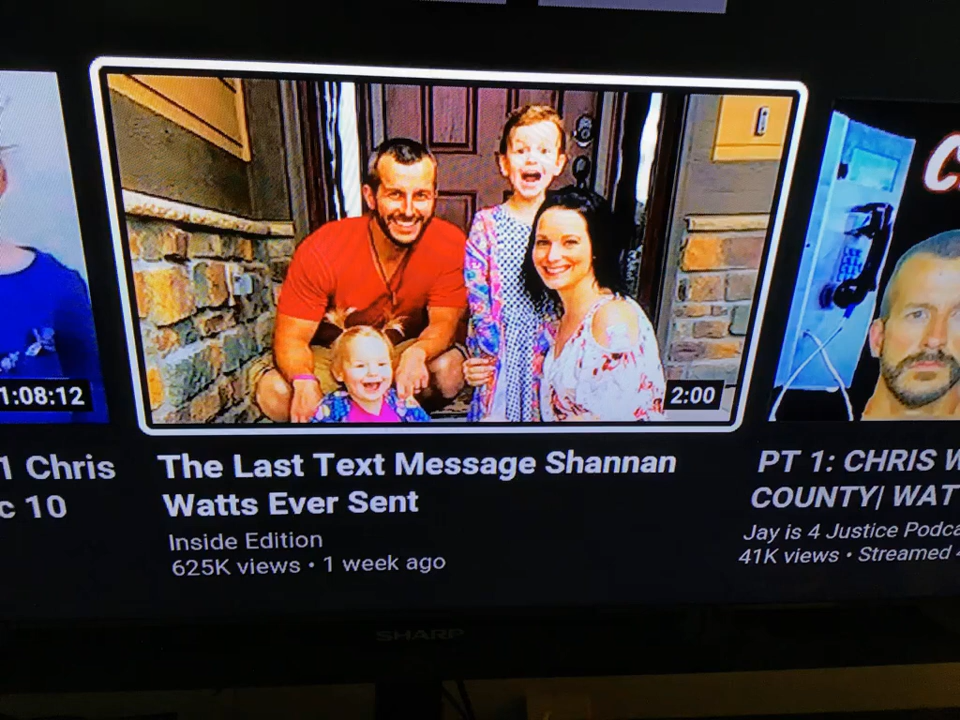 1:08:12
1 Chris
c 10
2:00
The Last Text Message Shannan
Watts Ever Sent
Inside Edition
625K views • 1 week ago
PT 1: CHRIS W
COUNTY| WAT
Jay is 4 Justice Podca
41K views • Streamed
SHARP